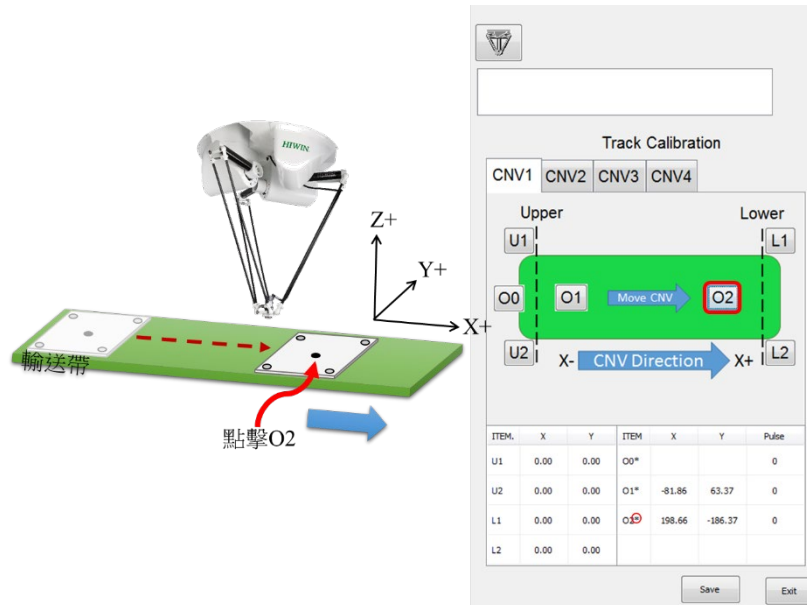 HIWIN
Z+
Y+
X+
輸送帶
點擊O2
Track Calibration
CNV1 CNV2 CNV3 CNV4
Upper Lower
U1 L1
O0 O1 Move CNV O2
U2 X- CNV Direction X+ L2
ITEM. X Y ITEM X Y Pulse
U1 0.00 0.00 O0* 0
U2 0.00 0.00 O1* -81.86 63.37 0
L1 0.00 0.00 O2* 198.66 -186.37 0
L2 0.00 0.00
Save Exit